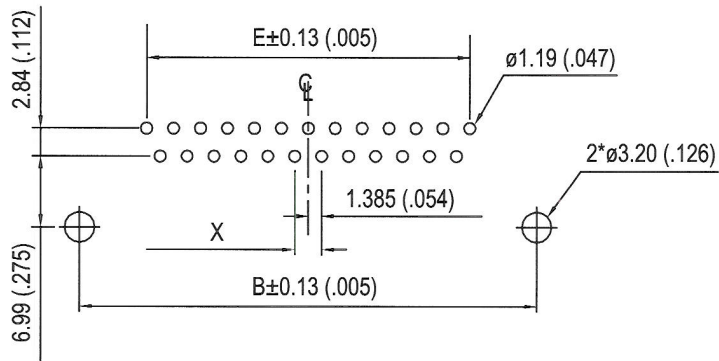 E±0.13 (.005)
ø1.19 (.047)
2.84 (.112)
℄
2*ø3.20 (.126)
1.385 (.054)
X
6.99 (.275)
B±0.13 (.005)